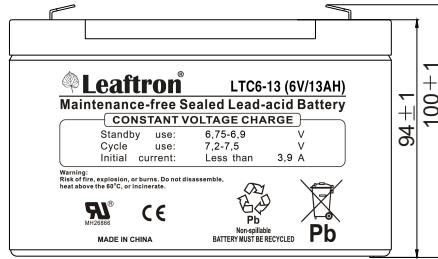 Leaftron®
LTC6-13 (6V/13AH)
Maintenance-free Sealed Lead-acid Battery
CONSTANT VOLTAGE CHARGE
Standby use: 6,75-6,9 V
Cycle use: 7,2-7,5 V
Initial current: Less than 3,9 A
Warning:
Risk of fire, explosion, or burns. Do not disassemble,
heat above the 60°C, or incinerate.
RU®
MH26866
CE
MADE IN CHINA
Pb
Non-spillable
BATTERY MUST BE RECYCLED
Pb
94±1
100±1